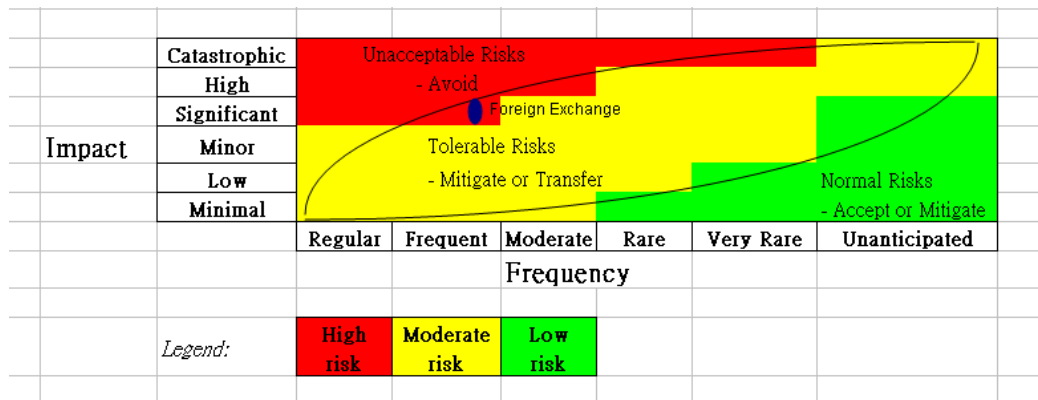 Catastrophic Unacceptable Risks
High - Avoid
Significant Foreign Exchange
Impact Minor Tolerable Risks
Low - Mitigate or Transfer Normal Risks
Minimal - Accept or Mitigate
Regular Frequent Moderate Rare Very Rare Unanticipated
Frequency
Legend: High risk Moderate risk Low risk